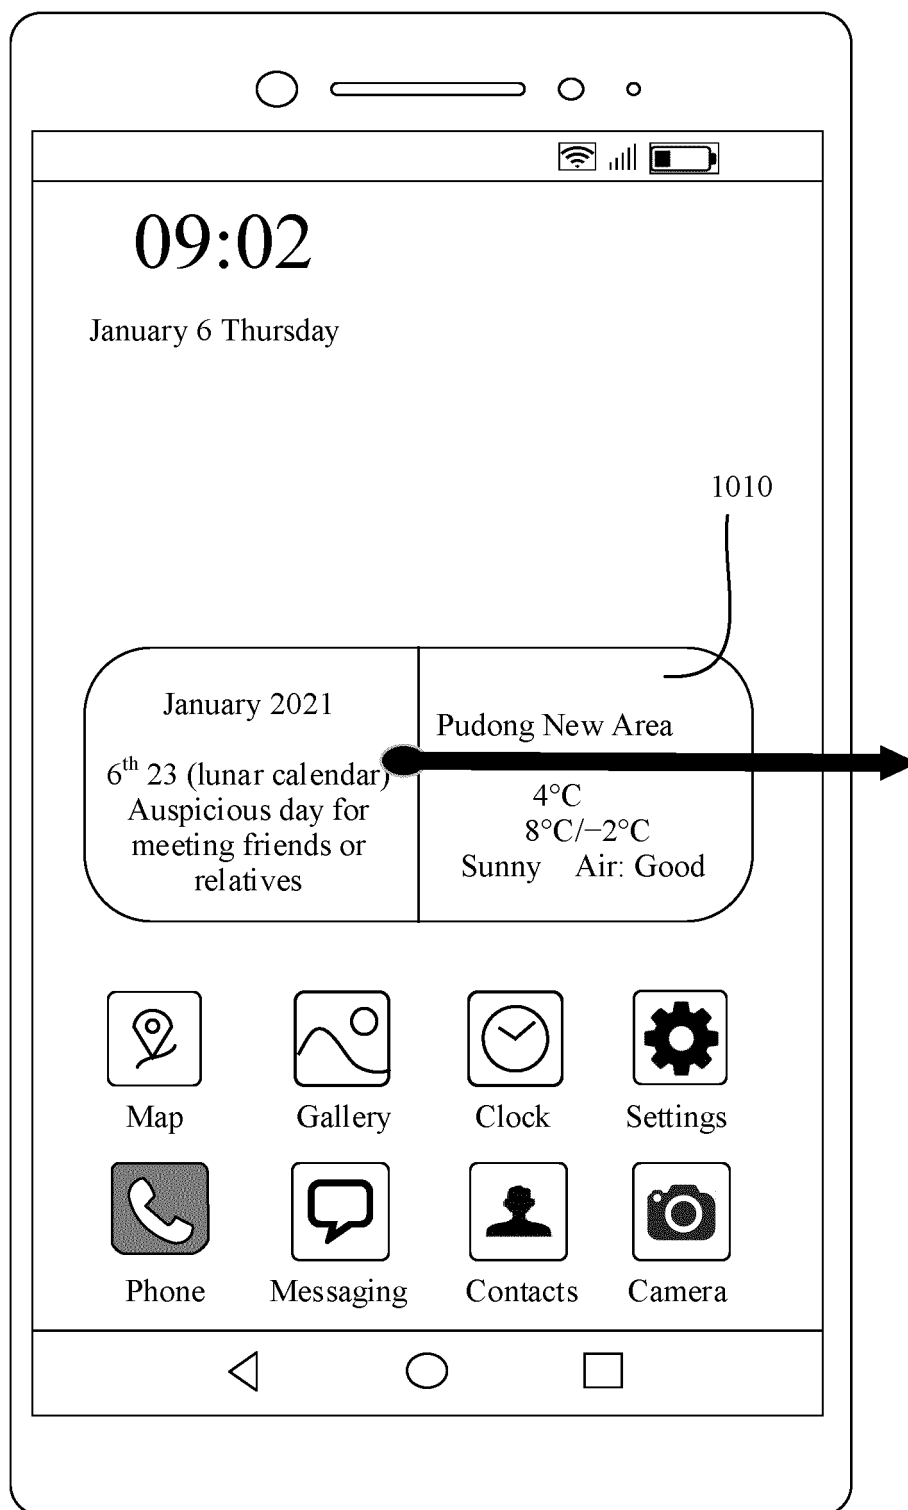 09:02
January 6 Thursday
1010
January 2021
6th 23 (lunar calendar)
Auspicious day for
meeting friends or
relatives
Pudong New Area
4°C
8°C/−2°C
Sunny Air: Good
Map Gallery Clock Settings
Phone Messaging Contacts Camera